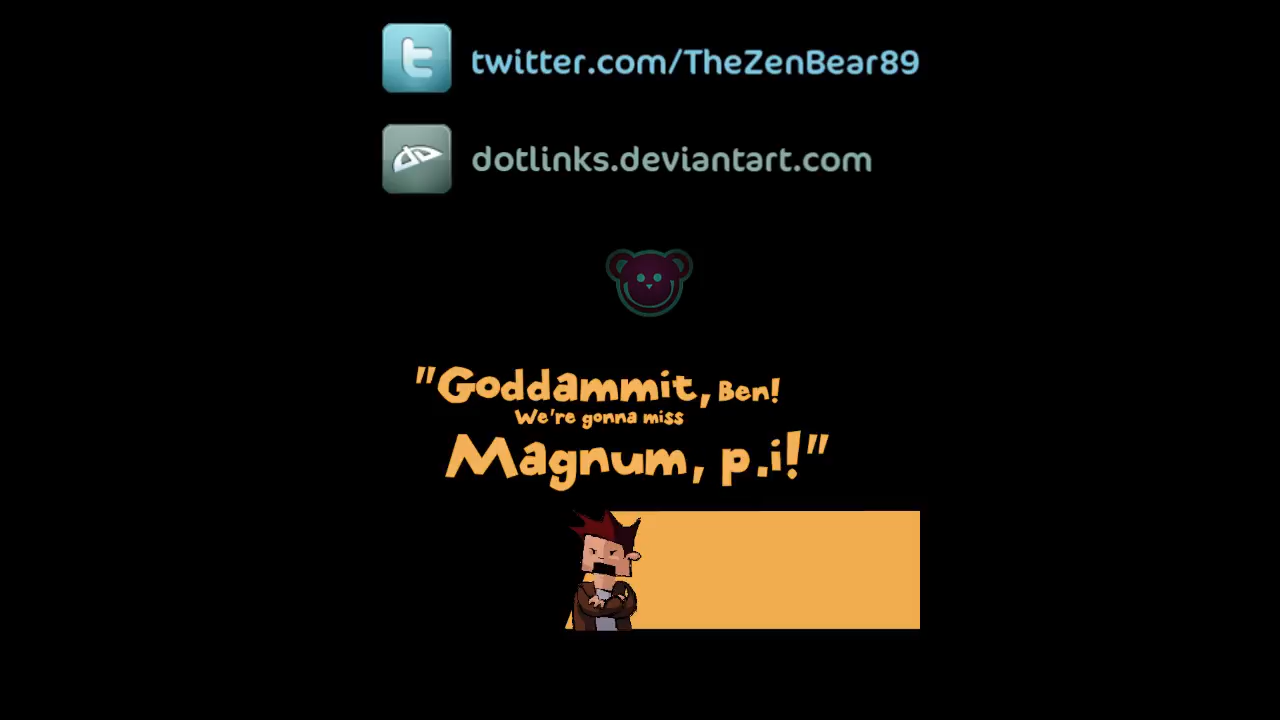 twitter.com/TheZenBear89
dotlinks.deviantart.com
"Goddammit, Ben!
We're gonna miss
Magnum, p.i!"